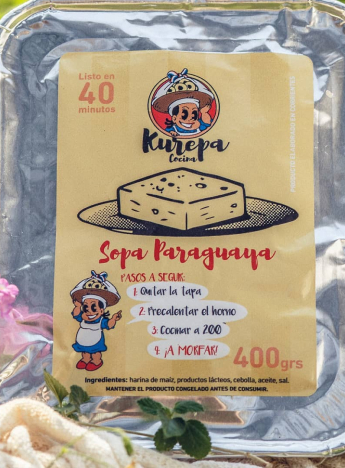 Listo en
40
minutos
Kurepa
Cocina
Sopa Paraguaya
PASOS A SEGUIR:
1: Quitar la tapa
2: Precalentar el horno
3: Cocinar a 200°
4: ¡A MORFAR!
400grs
Ingredientes: harina de maiz, productos lácteos, cebolla, aceite, sal.
MANTENER EL PRODUCTO CONGELADO ANTES DE CONSUMIR.